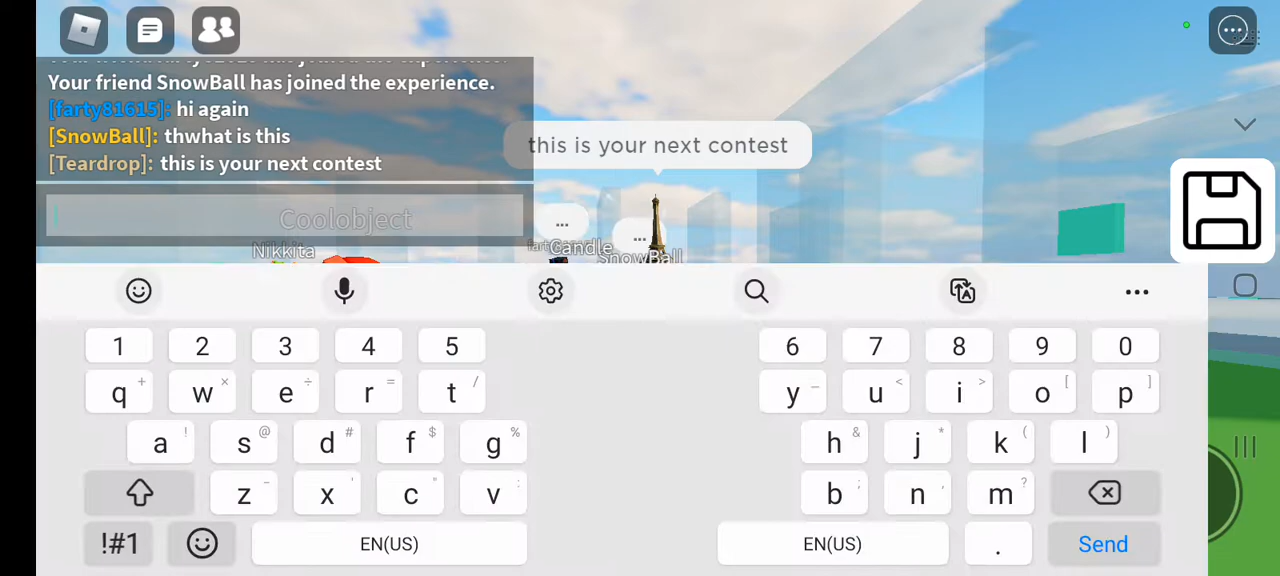 Your friend SnowBall has joined the experience.
[farty81615]: hi again
[SnowBall]: thwhat is this
[Teardrop]: this is your next contest
this is your next contest
Coolobject
...
...
Nikkita
Candle
SnowBall
1 2 3 4 5 6 7 8 9 0
q + w × e ÷ r = t / y _ u < i > o [ p ]
a ! s @ d # f $ g % h & j * k ( l )
z - x ' c " v : b ; n , m ?
!#1 EN(US) EN(US) . Send